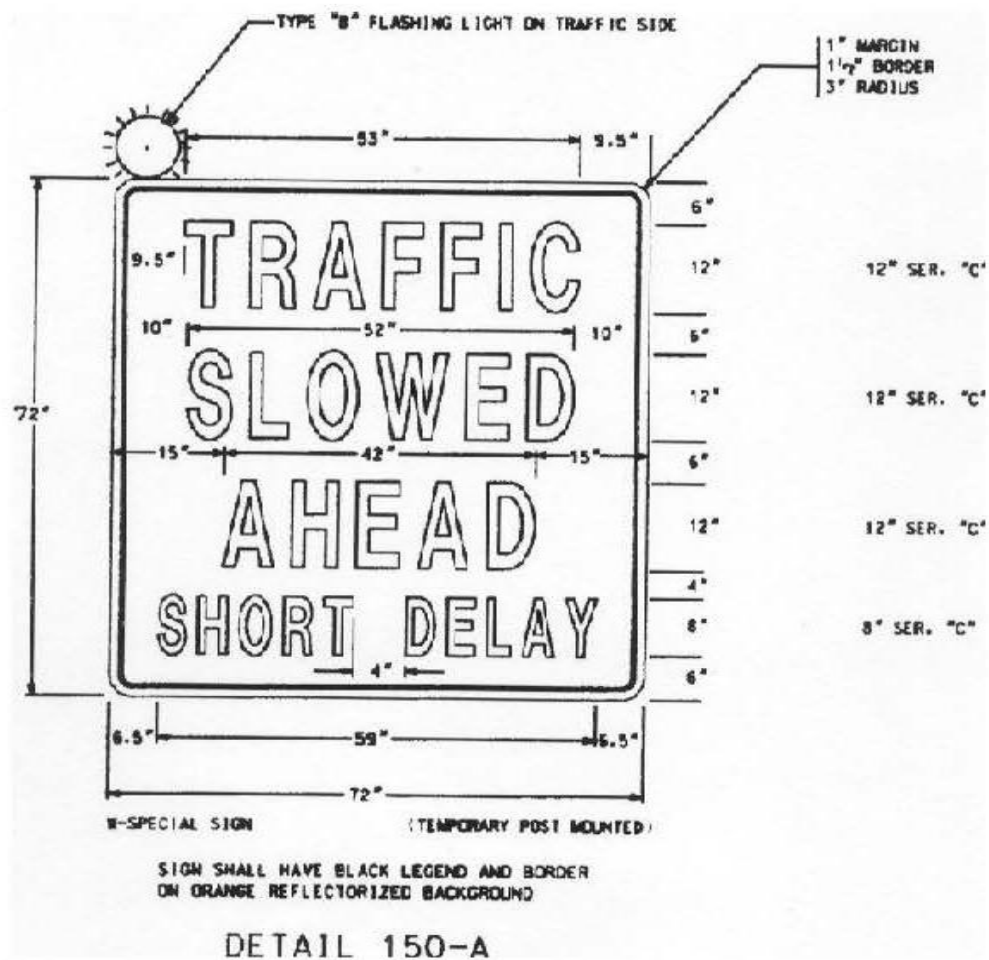 TYPE "B" FLASHING LIGHT ON TRAFFIC SIDE
1" MARGIN
1 1/2" BORDER
3" RADIUS
53" 9.5"
6"
9.5" TRAFFIC 12" 12" SER. "C"
10" 52" 10" 6"
SLOWED 12" 12" SER. "C"
72"
15" 42" 15" 6"
AHEAD 12" 12" SER. "C"
4"
SHORT DELAY 8" 8" SER. "C"
4" 6"
6.5" 59" 6.5"
72"
W-SPECIAL SIGN (TEMPORARY POST MOUNTED)
SIGN SHALL HAVE BLACK LEGEND AND BORDER
ON ORANGE REFLECTORIZED BACKGROUND
DETAIL 150-A